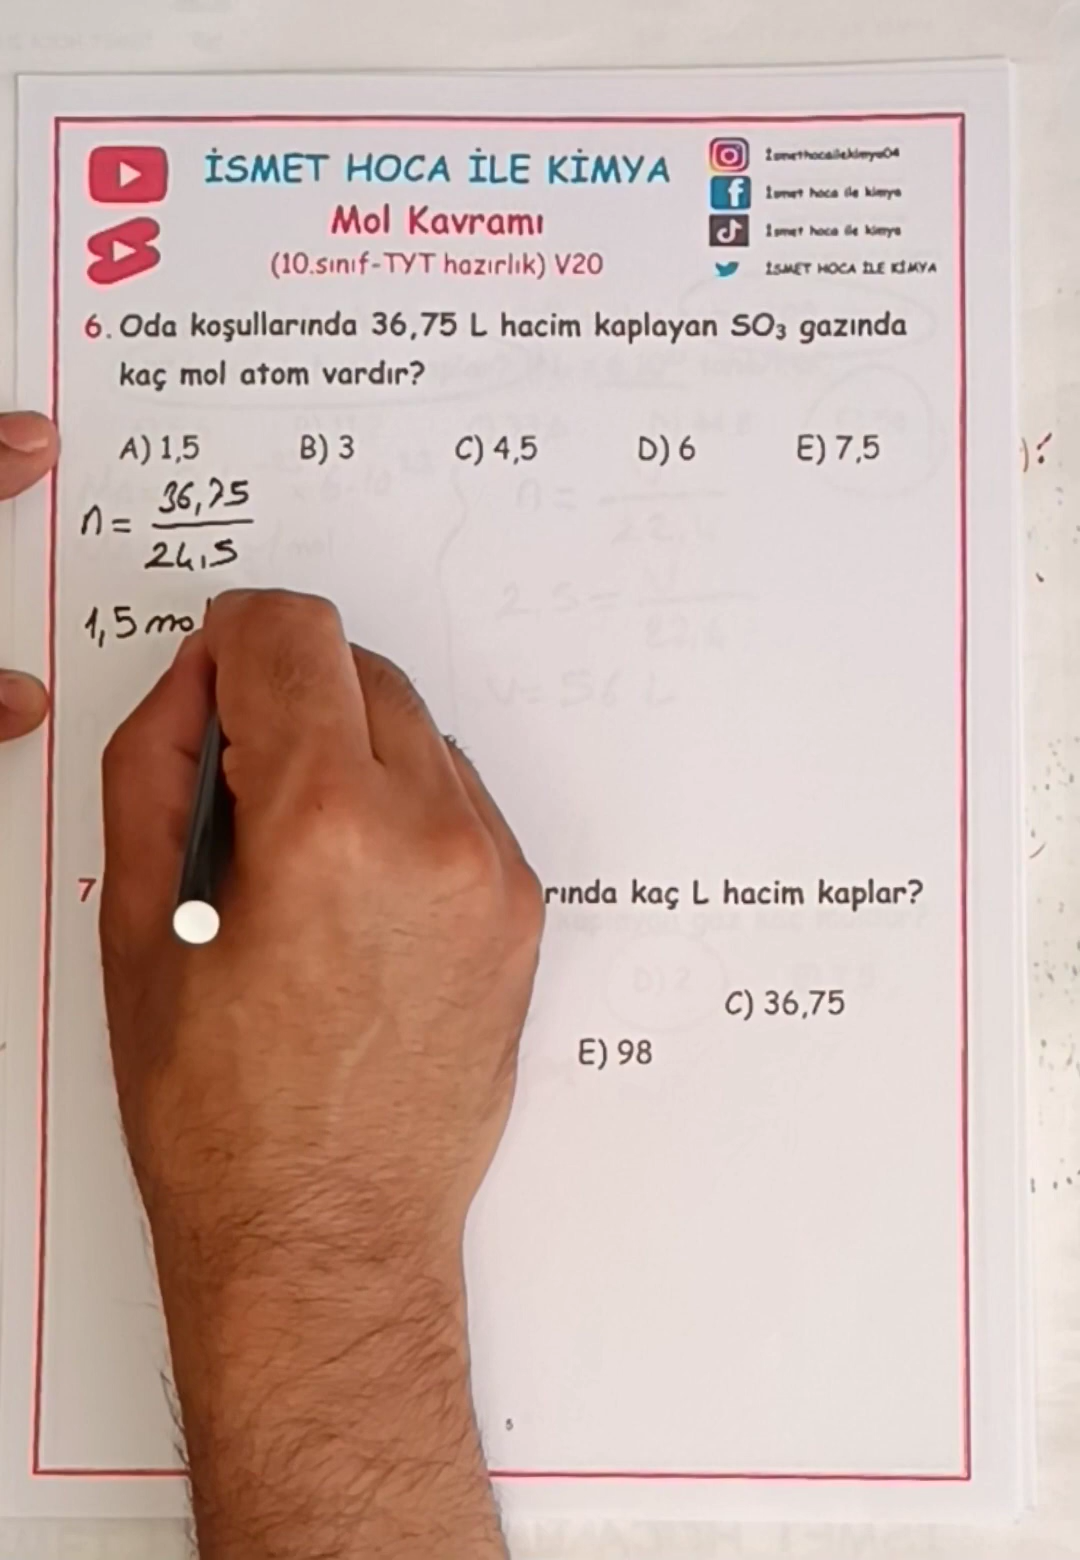 İSMET HOCA İLE KİMYA
Mol Kavramı
(10.sınıf-TYT hazırlık) V20
İsmethocailekimya04
İsmet hoca ile kimya
İsmet hoca ile kimya
İSMET HOCA İLE KİMYA
6. Oda koşullarında 36,75 L hacim kaplayan SO₃ gazında
kaç mol atom vardır?
A) 1,5 B) 3 C) 4,5 D) 6 E) 7,5
n = 36,75
24,5
1,5 mol
7
rında kaç L hacim kaplar?
C) 36,75
E) 98
5